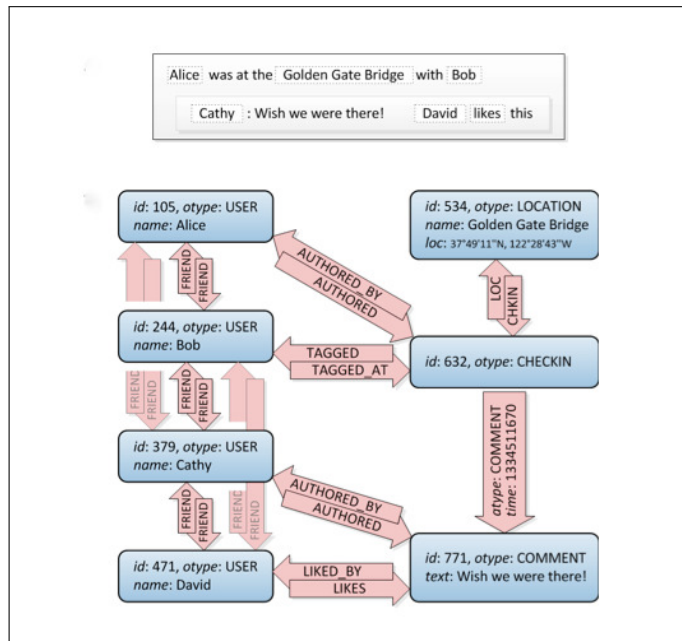 Alice was at the Golden Gate Bridge with Bob
Cathy : Wish we were there! David likes this
id: 105, otype: USER
name: Alice
id: 534, otype: LOCATION
name: Golden Gate Bridge
loc: 37°49'11"N, 122°28'43"W
FRIEND
FRIEND
AUTHORED_BY
AUTHORED
LOC
CHKIN
id: 244, otype: USER
name: Bob
TAGGED
TAGGED_AT
id: 632, otype: CHECKIN
FRIEND
FRIEND
FRIEND
FRIEND
otype: COMMENT
time: 1334511670
id: 379, otype: USER
name: Cathy
AUTHORED_BY
AUTHORED
FRIEND
FRIEND
FRIEND
FRIEND
id: 471, otype: USER
name: David
LIKED_BY
LIKES
id: 771, otype: COMMENT
text: Wish we were there!